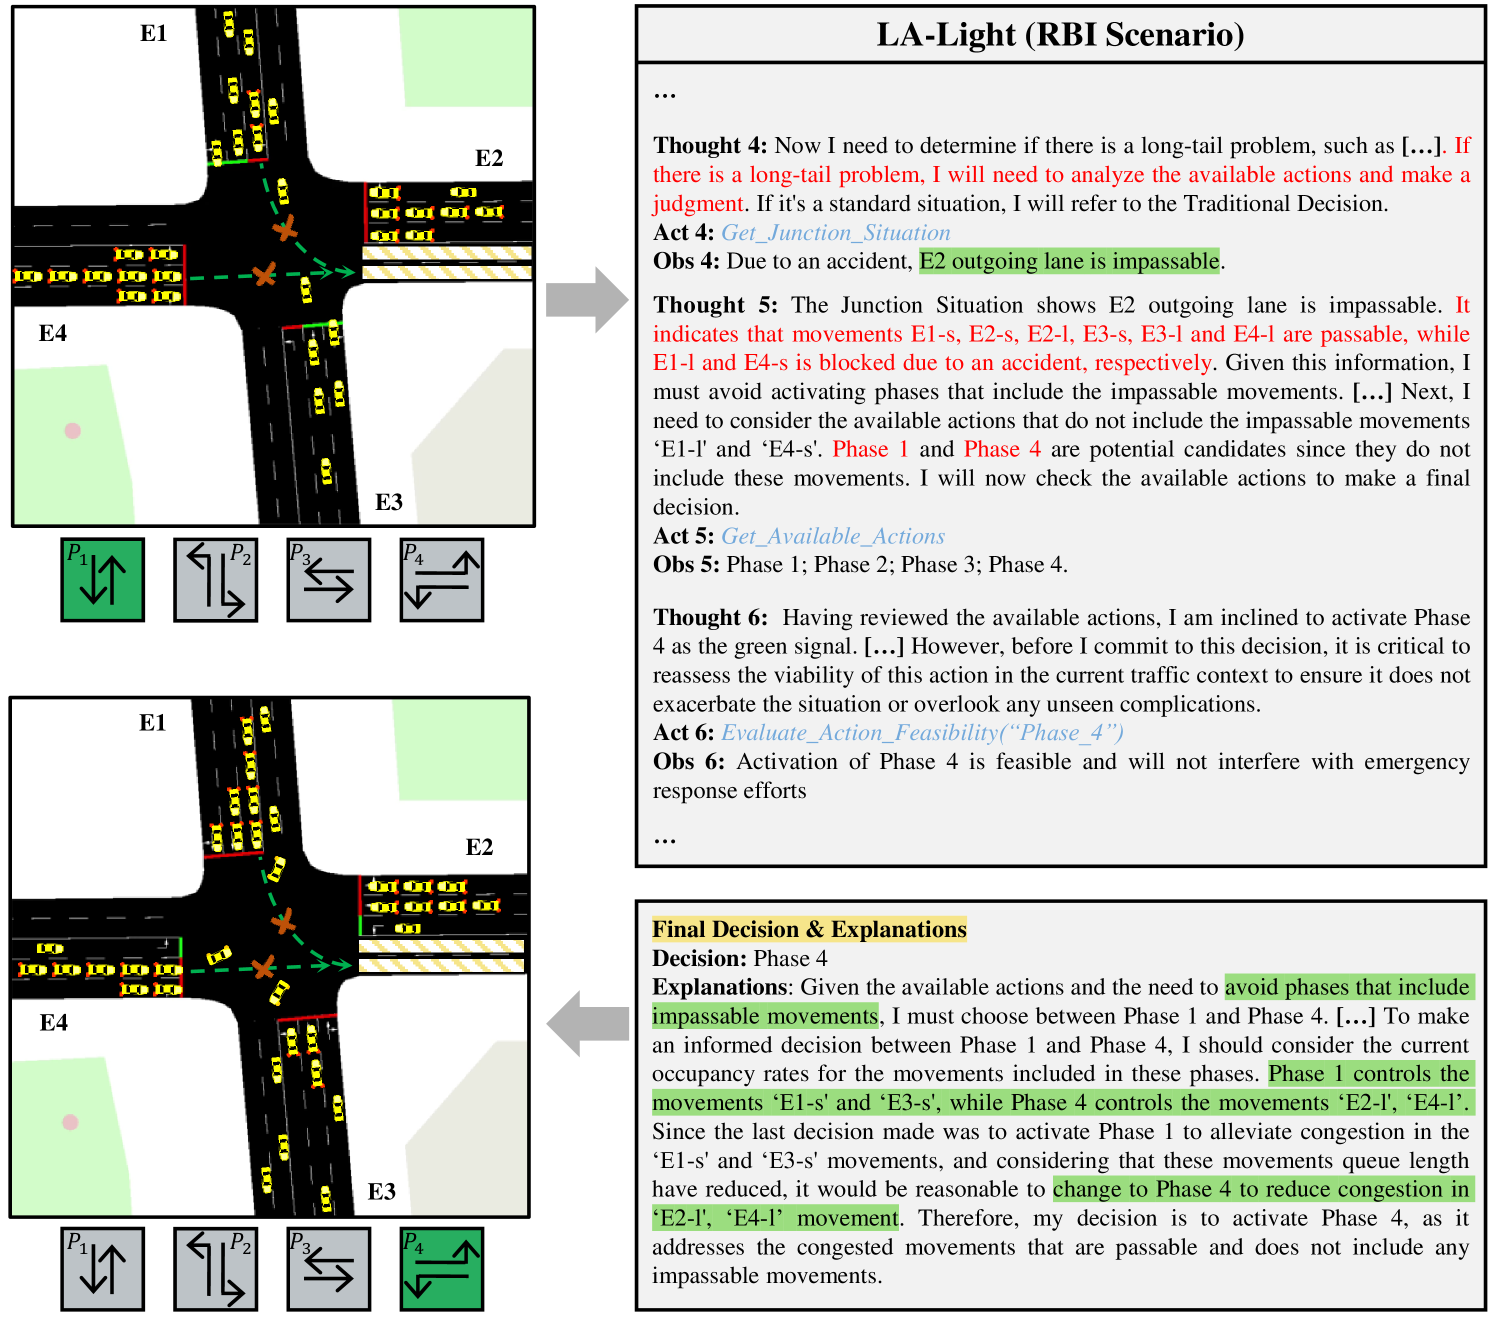 E1
E2
E4
E3
P1
P2
P3
P4
LA-Light (RBI Scenario)
...
Thought 4: Now I need to determine if there is a long-tail problem, such as [...]. If
there is a long-tail problem, I will need to analyze the available actions and make a
judgment. If it's a standard situation, I will refer to the Traditional Decision.
Act 4: Get_Junction_Situation
Obs 4: Due to an accident, E2 outgoing lane is impassable.
Thought 5: The Junction Situation shows E2 outgoing lane is impassable. It
indicates that movements E1-s, E2-s, E2-l, E3-s, E3-l and E4-l are passable, while
E1-l and E4-s is blocked due to an accident, respectively. Given this information, I
must avoid activating phases that include the impassable movements. [...] Next, I
need to consider the available actions that do not include the impassable movements
‘E1-l' and ‘E4-s'. Phase 1 and Phase 4 are potential candidates since they do not
include these movements. I will now check the available actions to make a final
decision.
Act 5: Get_Available_Actions
Obs 5: Phase 1; Phase 2; Phase 3; Phase 4.
Thought 6: Having reviewed the available actions, I am inclined to activate Phase
4 as the green signal. [...] However, before I commit to this decision, it is critical to
reassess the viability of this action in the current traffic context to ensure it does not
exacerbate the situation or overlook any unseen complications.
Act 6: Evaluate_Action_Feasibility(“Phase_4”)
Obs 6: Activation of Phase 4 is feasible and will not interfere with emergency
response efforts
...
E1
E2
E4
E3
P1
P2
P3
P4
Final Decision & Explanations
Decision: Phase 4
Explanations: Given the available actions and the need to avoid phases that include
impassable movements, I must choose between Phase 1 and Phase 4. [...] To make
an informed decision between Phase 1 and Phase 4, I should consider the current
occupancy rates for the movements included in these phases. Phase 1 controls the
movements ‘E1-s' and ‘E3-s', while Phase 4 controls the movements ‘E2-l', ‘E4-l’.
Since the last decision made was to activate Phase 1 to alleviate congestion in the
‘E1-s' and ‘E3-s' movements, and considering that these movements queue length
have reduced, it would be reasonable to change to Phase 4 to reduce congestion in
‘E2-l', ‘E4-l’ movement. Therefore, my decision is to activate Phase 4, as it
addresses the congested movements that are passable and does not include any
impassable movements.